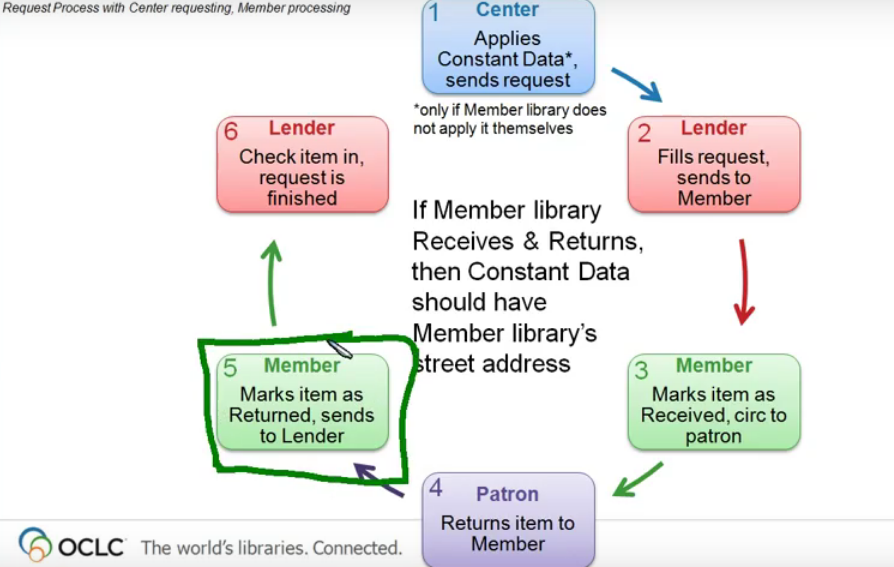 Request Process with Center requesting, Member processing
1 Center
Applies
Constant Data*,
sends request
*only if Member library does
not apply it themselves
2 Lender
Fills request,
sends to
Member
3 Member
Marks item as
Received, circ to
patron
4 Patron
Returns item to
Member
5 Member
Marks item as
Returned, sends
to Lender
6 Lender
Check item in,
request is
finished
If Member library
Receives & Returns,
then Constant Data
should have
Member library's
street address
OCLC The world's libraries. Connected.